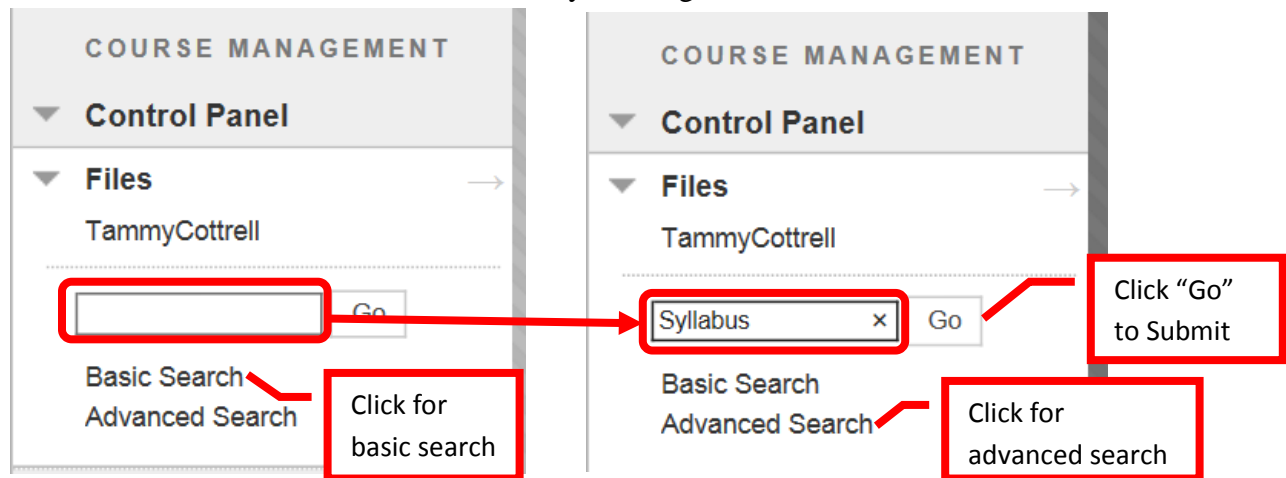 COURSE MANAGEMENT
Control Panel
Files
TammyCottrell
Go
Basic Search
Advanced Search
Click for
basic search
COURSE MANAGEMENT
Control Panel
Files
TammyCottrell
Syllabus × Go
Click “Go”
to Submit
Basic Search
Advanced Search
Click for
advanced search